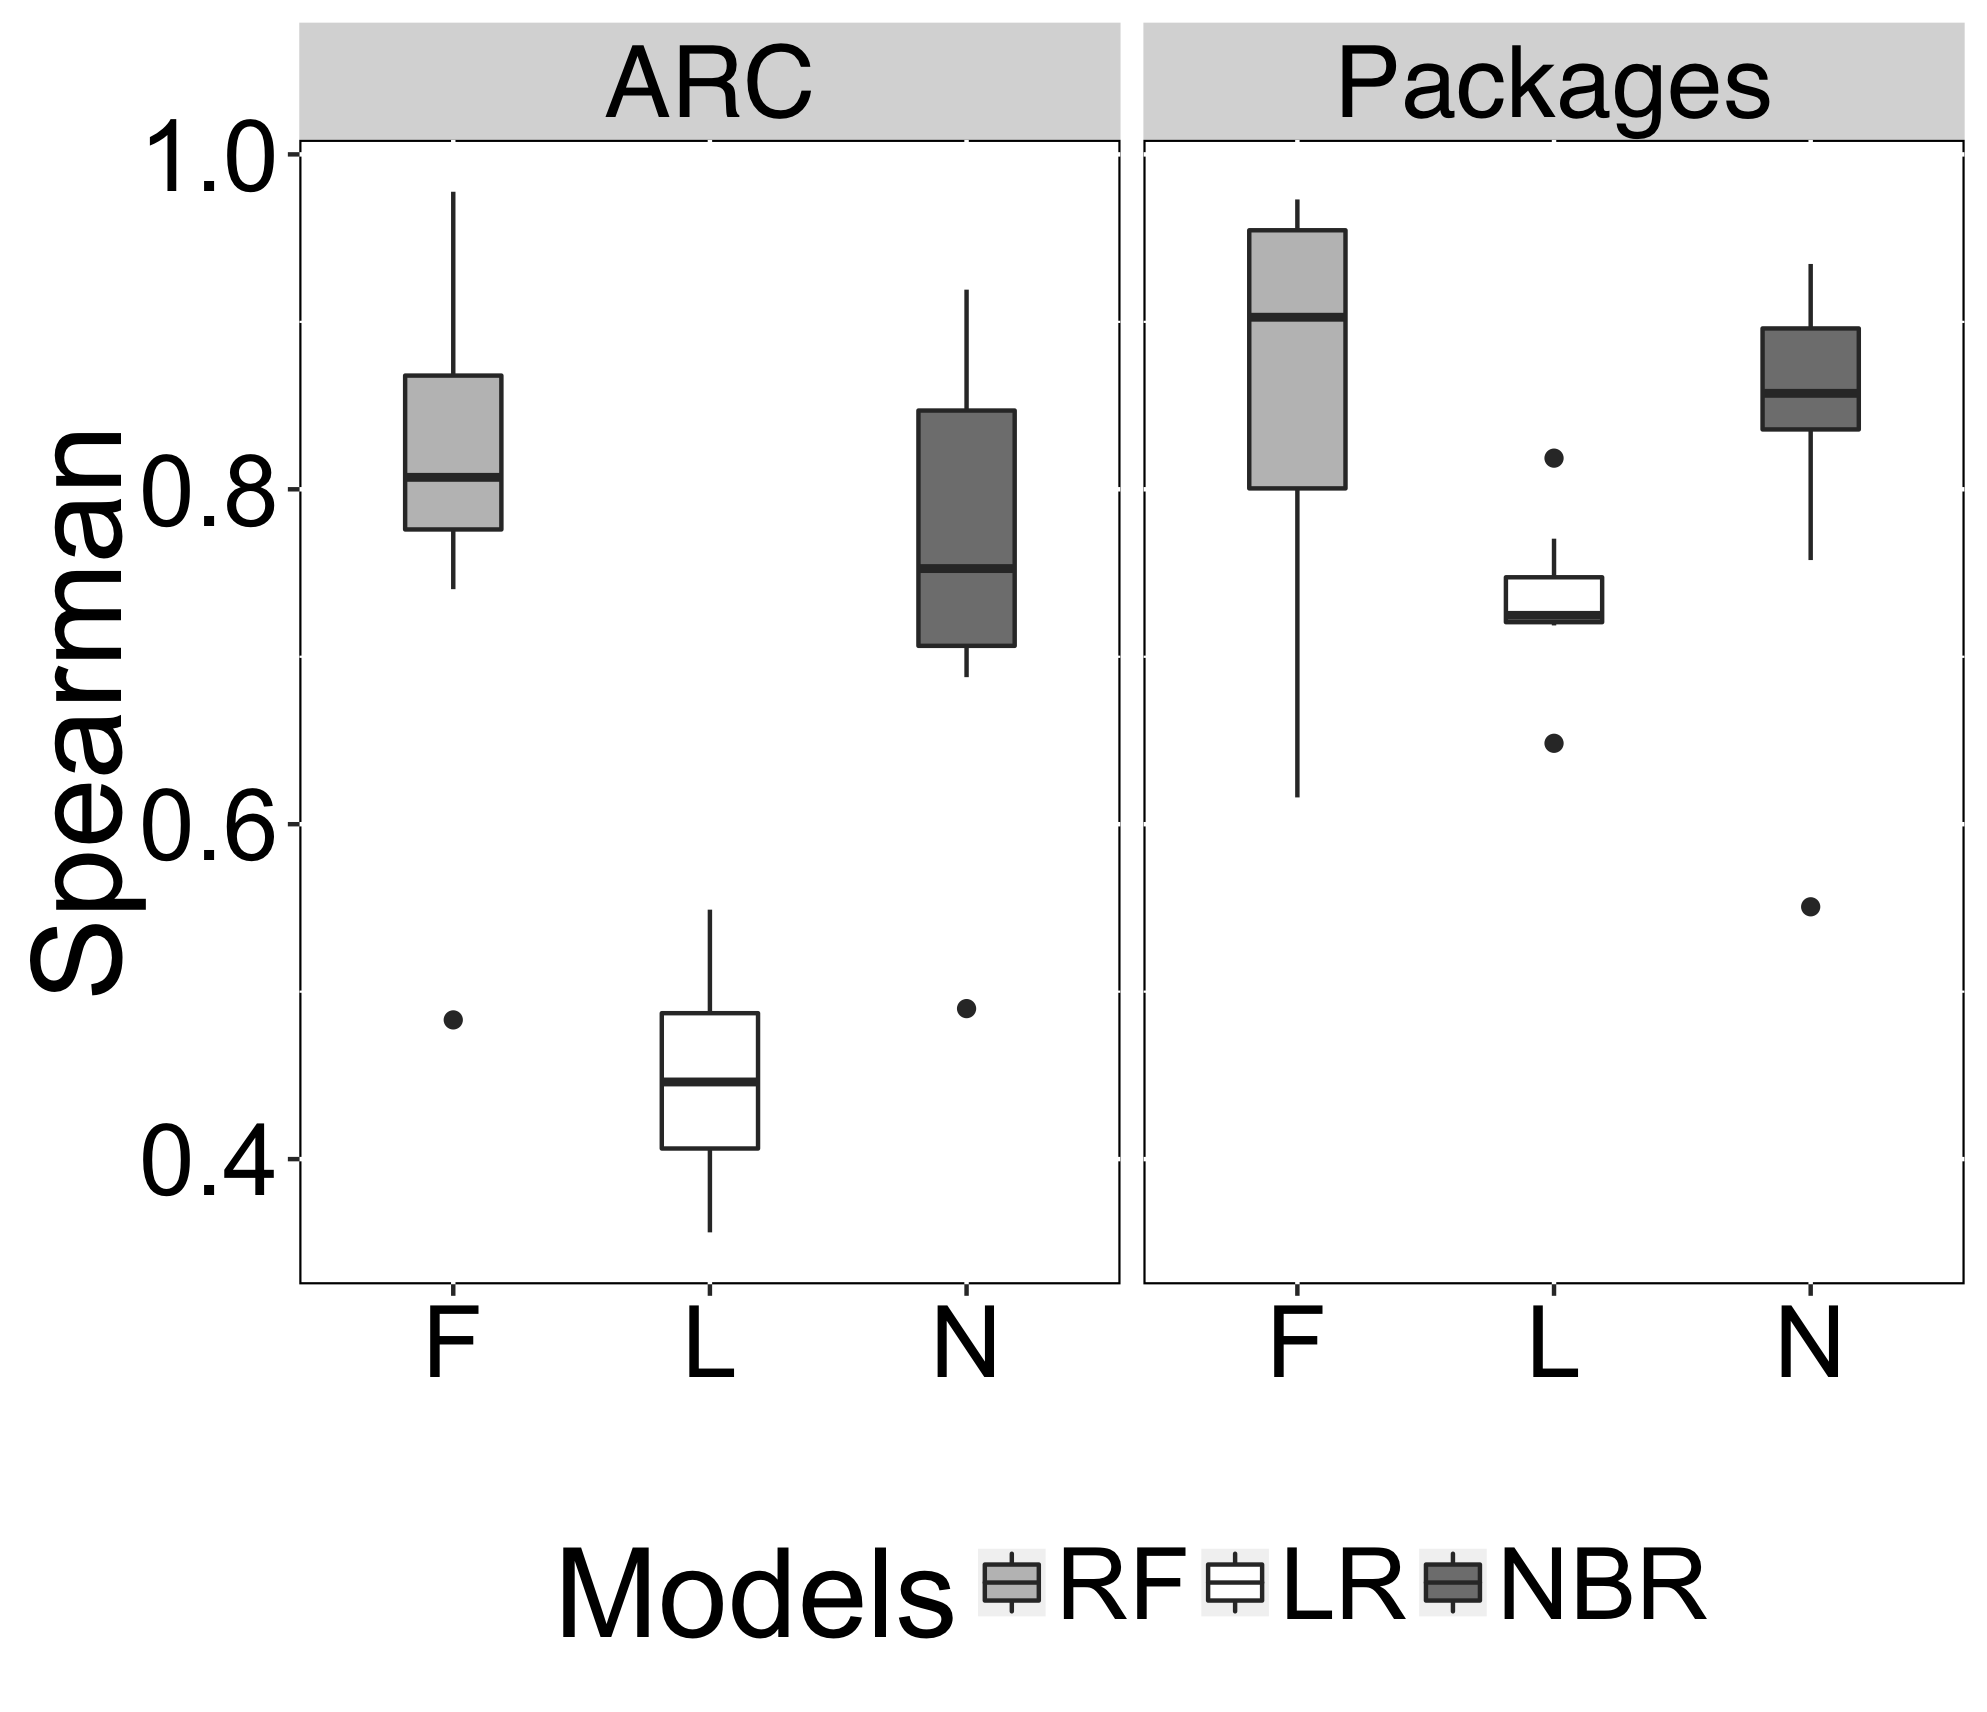 ARC Packages
1.0
0.8
0.6
0.4
Spearman
F L N F L N
Models RF LR NBR